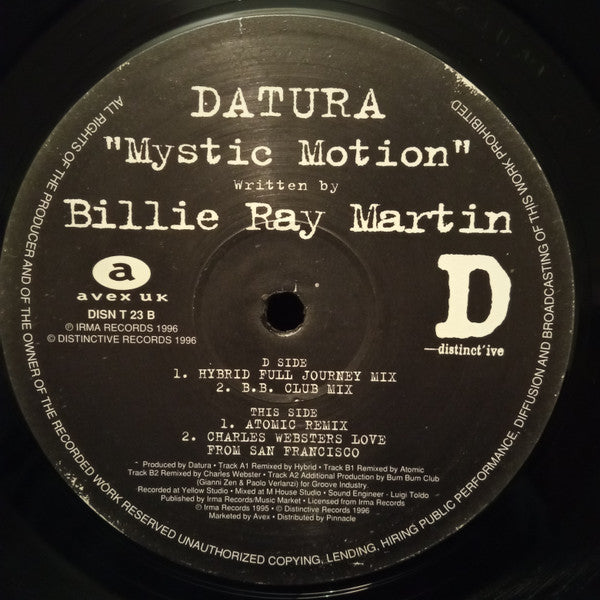 DATURA
"Mystic Motion"
Written by
Billie Ray Martin
a
avex uk
DISN T 23 B
℗ IRMA RECORDS 1996
© DISTINCTIVE RECORDS 1996
D
—distinct'ive
D SIDE
1. HYBRID FULL JOURNEY MIX
2. B.B. CLUB MIX
THIS SIDE
1. ATOMIC REMIX
2. CHARLES WEBSTERS LOVE
FROM SAN FRANCISCO
Produced by Datura • Track A1 Remixed by Hybrid • Track B1 Remixed by Atomic
Track B2 Remixed by Charles Webster • Track A2 Additional Production by Bum Bum Club
(Gianni Zen & Paolo Verlanzi) for Groove Industry.
Recorded at Yellow Studio • Mixed at M House Studio • Sound Engineer - Luigi Toldo
Published by Irma Records/Music Market • Licensed from Irma Records
℗ Irma Records 1995 © Distinctive Records 1996
Marketed by Avex • Distributed by Pinnacle
ALL RIGHTS OF THE PRODUCER AND OF THE OWNER OF THE RECORDED WORK RESERVED UNAUTHORIZED COPYING, LENDING, HIRING PUBLIC PERFORMANCE, DIFFUSION AND BROADCASTING OF THIS WORK PROHIBITED